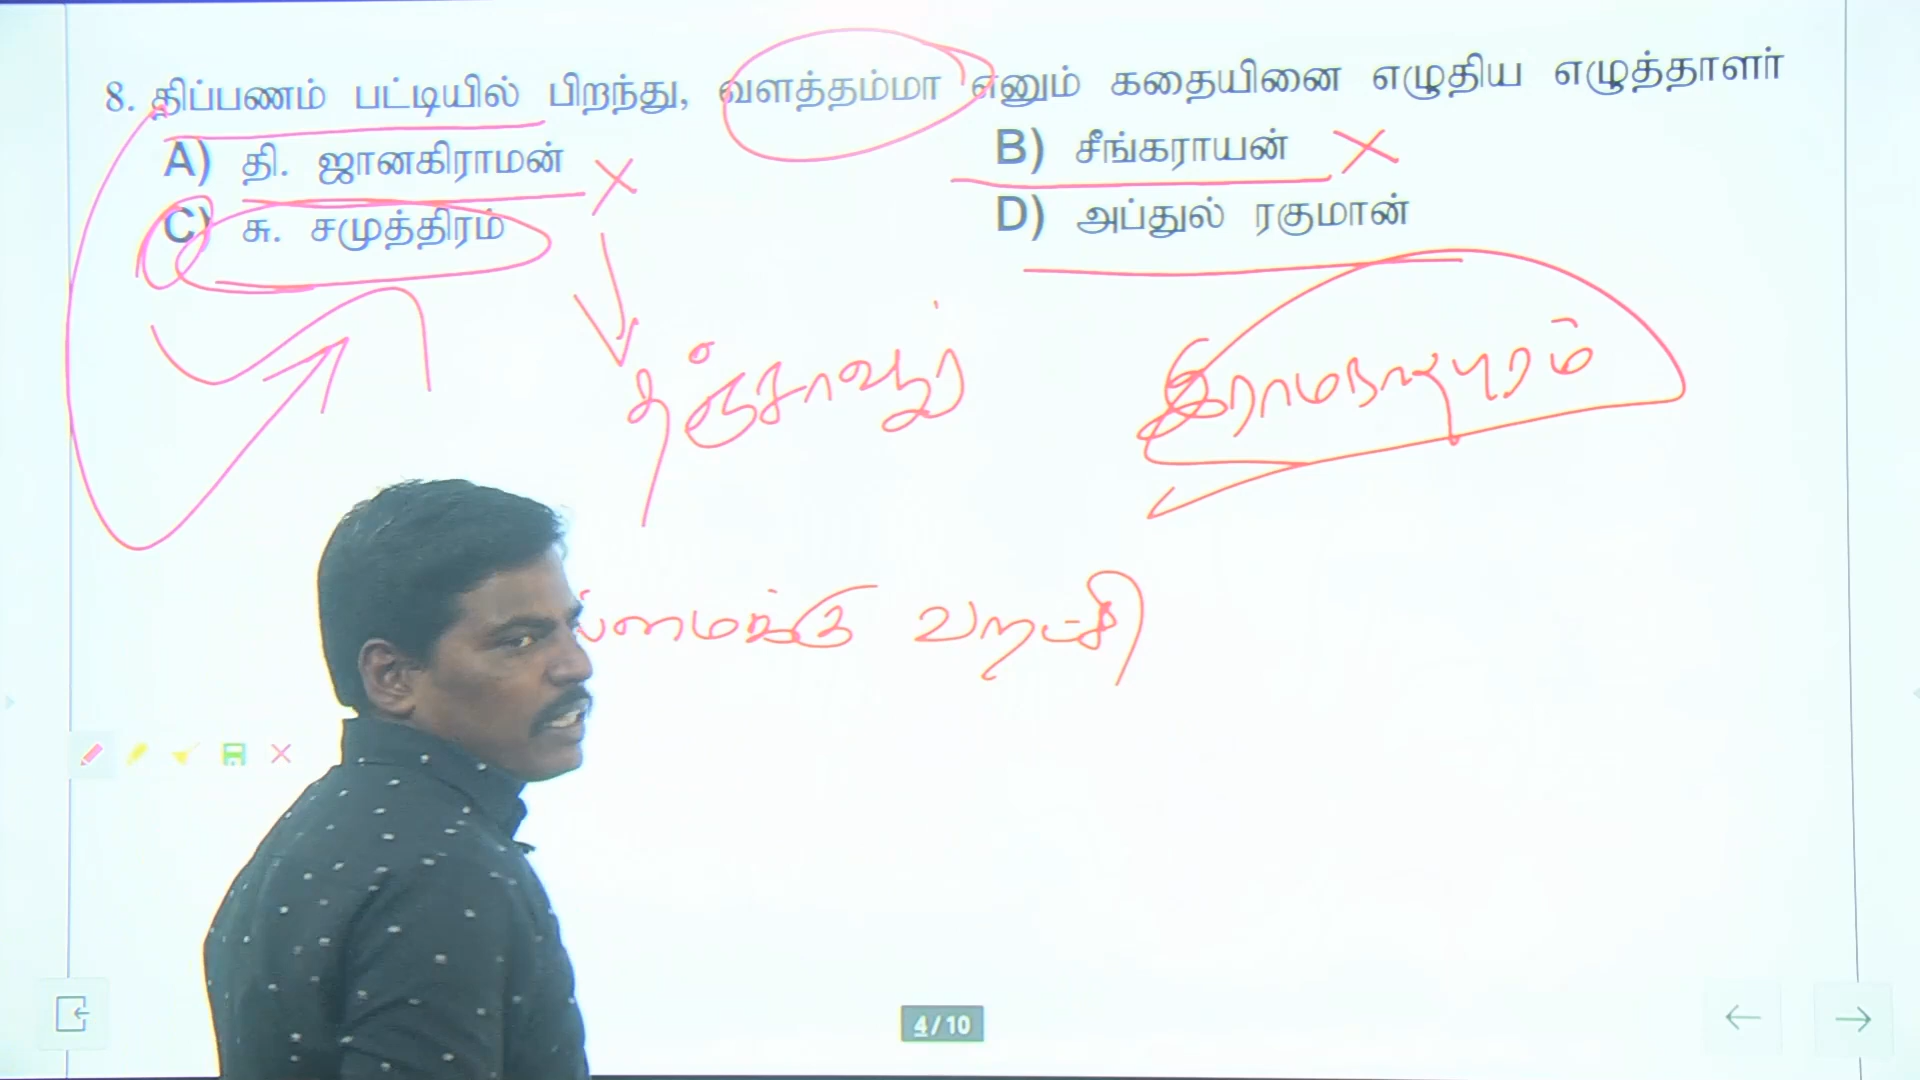 8. திப்பணம் பட்டியில் பிறந்து, வளத்தம்மா எனும் கதையினை எழுதிய எழுத்தாளர்
A) தி. ஜானகிராமன்
B) சீங்கராயன்
C) சு. சமுத்திரம்
D) அப்துல் ரகுமான்
தஞ்சாவூர்
இராமநாதபுரம்
வறட்சி
4 / 10